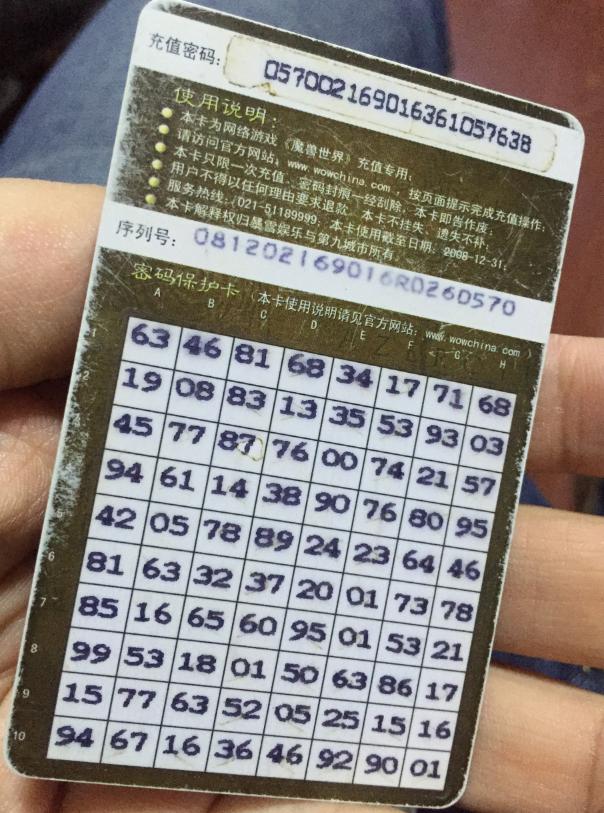 充值密码: 057002169016361057638
使用说明:
本卡为网络游戏《魔兽世界》充值专用;
请访问官方网站: www.wowchina.com , 按页面提示完成充值操作;
本卡只限一次充值、密码封痕一经刮除, 本卡即告作废;
用户不得以任何理由要求退款、本卡不挂失、遗失不补;
服务热线: (021-51189999; 本卡使用截至日期: 2008-12-31;
本卡解释权归暴雪娱乐与第九城市所有
序列号: 081202169016R0260570
密码保护卡 本卡使用说明请见官方网站: www.wowchina.com )
A B C D E F G H
1 63 46 81 68 34 17 71 68
2 19 08 83 13 35 53 93 03
45 77 87 76 00 74 21 57
94 61 14 38 90 76 80 95
5 42 05 78 89 24 23 64 46
6 81 63 32 37 20 01 73 78
7 85 16 65 60 95 01 53 21
8 99 53 18 01 50 63 86 17
9 15 77 63 52 05 25 15 16
10 94 67 16 36 46 92 90 01